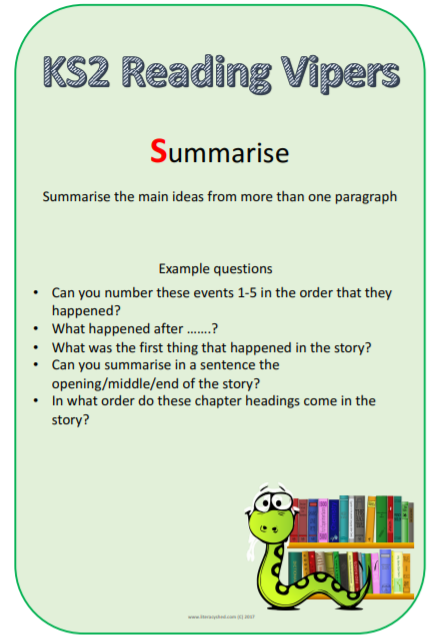 KS2 Reading Vipers
Summarise
Summarise the main ideas from more than one paragraph
Example questions
• Can you number these events 1-5 in the order that they
happened?
• What happened after …….?
• What was the first thing that happened in the story?
• Can you summarise in a sentence the
opening/middle/end of the story?
• In what order do these chapter headings come in the
story?
www.literacyshed.com (C) 2017